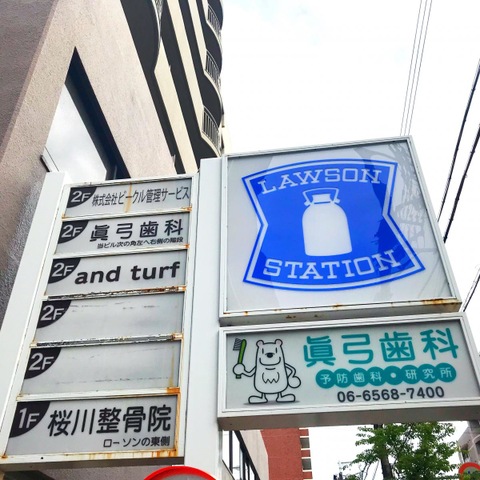 2F 株式会社ビークル管理サービス
2F 眞弓歯科
当ビル次の角左へ右側の階段
2F and turf
2F
2F
1F 桜川整骨院
ローソンの東側
LAWSON
STATION
眞弓歯科
予防歯科●研究所
06-6568-7400